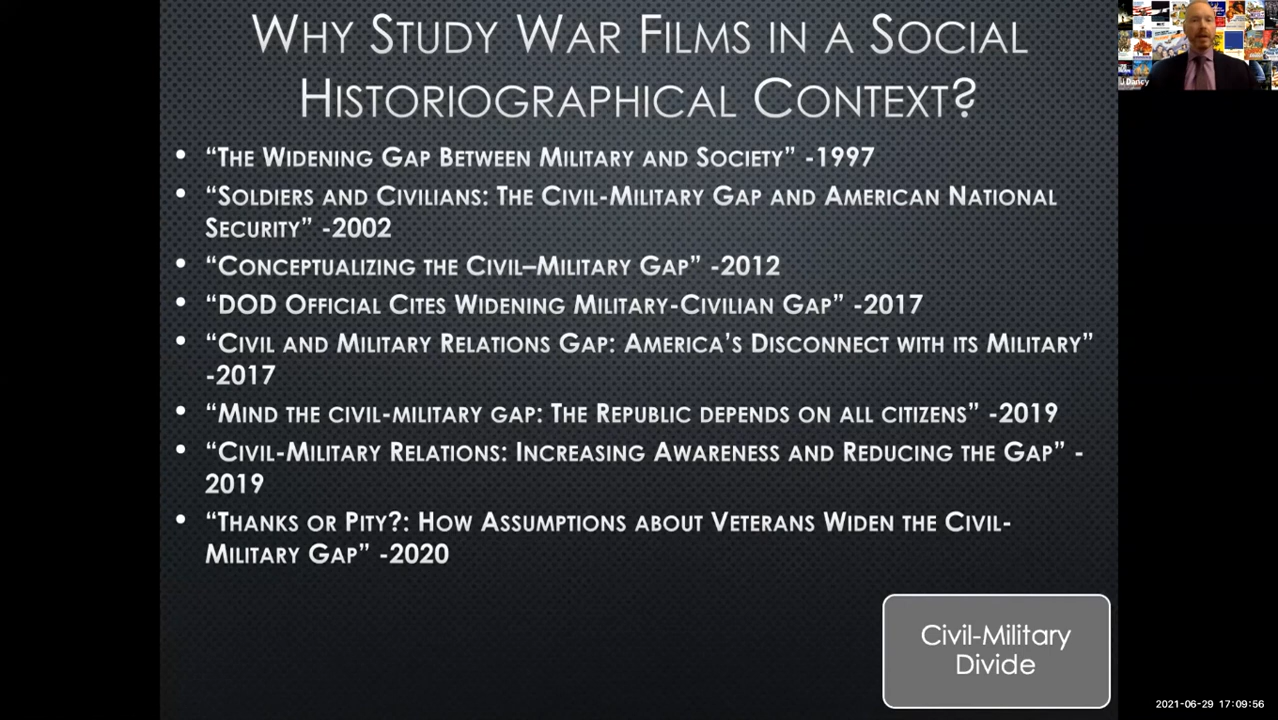 Why Study War Films in a Social
Historiographical Context?
• “The Widening Gap Between Military and Society” -1997
• “Soldiers and Civilians: The Civil-Military Gap and American National
Security” -2002
• “Conceptualizing the Civil–Military Gap” -2012
• “DOD Official Cites Widening Military-Civilian Gap” -2017
• “Civil and Military Relations Gap: America’s Disconnect with its Military”
-2017
• “Mind the civil-military gap: The Republic depends on all citizens” -2019
• “Civil-Military Relations: Increasing Awareness and Reducing the Gap” -
2019
• “Thanks or Pity?: How Assumptions about Veterans Widen the Civil-
Military Gap” -2020
Civil-Military
Divide
J Darcy
2021-06-29 17:09:56